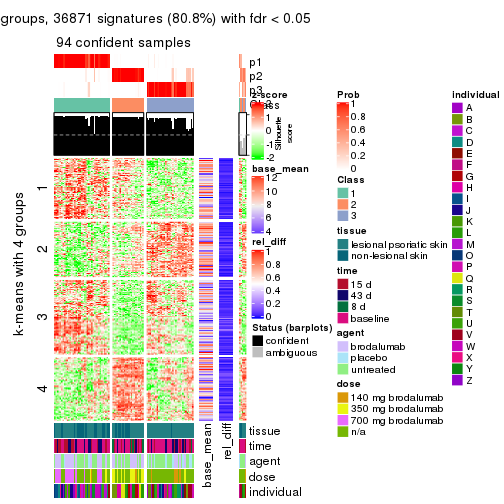 groups, 36871 signatures (80.8%) with fdr < 0.05
94 confident samples
p1
p2
p3
Class
k-means with 4 groups
1
2
3
4
tissue
time
agent
dose
individual
base_mean
rel_diff
z-score
2
-1
-2
Silhouette
score
base_mean
12
10
8
6
4
rel_diff
1
0.8
0.6
0.4
0.2
0
Status (barplots)
confident
ambiguous
Prob
1
0.8
0.6
0.4
0.2
0
Class
1
2
3
tissue
lesional psoriatic skin
non-lesional skin
time
15 d
43 d
8 d
baseline
agent
brodalumab
placebo
untreated
dose
140 mg brodalumab
350 mg brodalumab
700 mg brodalumab
n/a
individual
A
B
C
D
E
F
G
H
I
J
K
L
M
O
P
Q
R
S
T
U
V
W
X
Y
Z